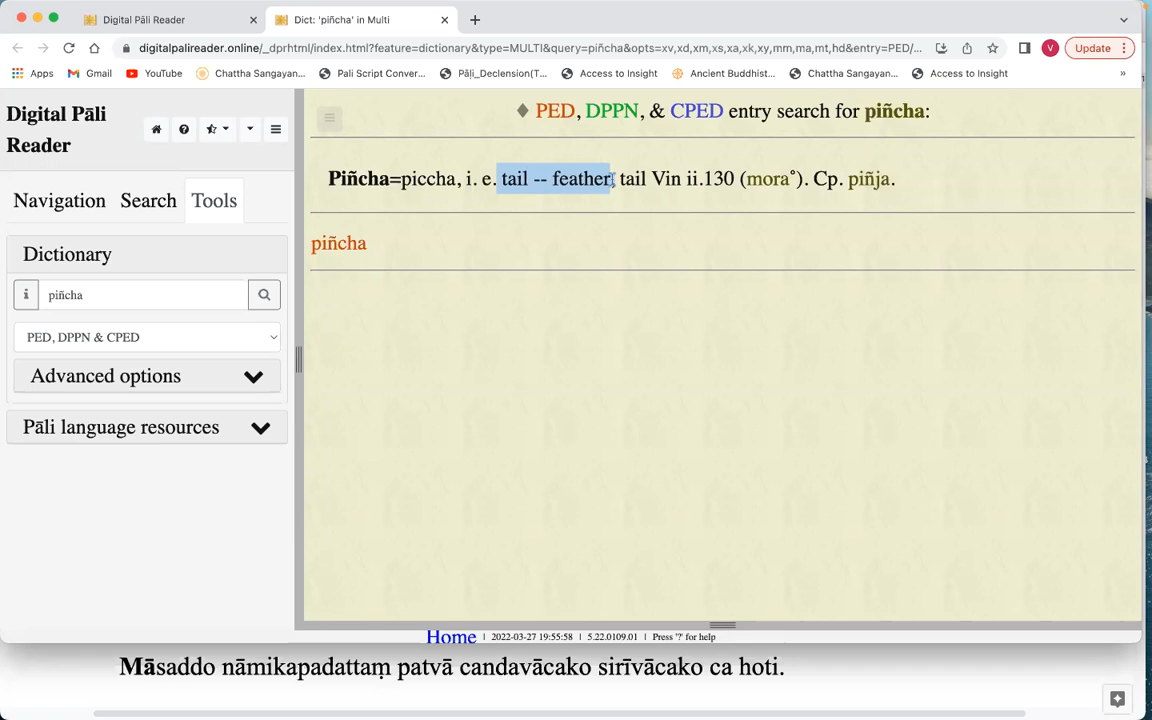 Digital Pāli Reader
Dict: 'piñcha' in Multi
digitalpalireader.online/_dprhtml/index.html?feature=dictionary&type=MULTI&query=piñcha&opts=xv,xd,xm,xs,xa,xk,xy,mm,ma,mt,hd&entry=PED/...
V
Update
Apps
Gmail
YouTube
Chattha Sangayan...
Pali Script Conver...
Pāḷi_Declension(T...
Access to Insight
Ancient Buddhist...
Chattha Sangayan...
Access to Insight
»
Digital Pāli
Reader
Navigation
Search
Tools
Dictionary
piñcha
PED, DPPN & CPED
Advanced options
Pāli language resources
♦ PED, DPPN, & CPED entry search for piñcha:
Piñcha=piccha, i. e. tail -- feather, tail Vin ii.130 (mora˚). Cp. piñja.
piñcha
Home | 2022-03-27 19:55:58 | 5.22.0109.01 | Press '?' for help
Māsaddo nāmikapadattaṃ patvā candavācako sirīvācako ca hoti.